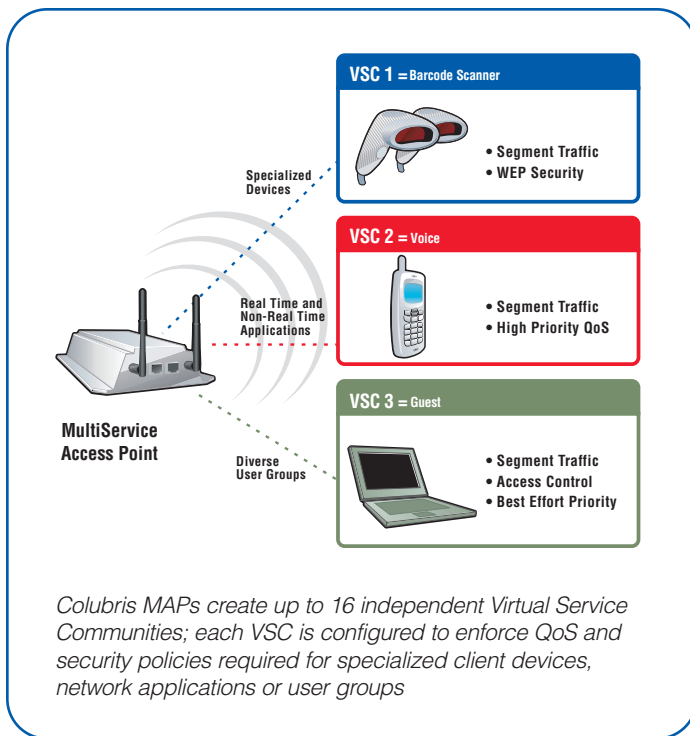 VSC 1 = Barcode Scanner
• Segment Traffic
• WEP Security
Specialized
Devices
VSC 2 = Voice
• Segment Traffic
• High Priority QoS
Real Time and
Non-Real Time
Applications
MultiService
Access Point
VSC 3 = Guest
• Segment Traffic
• Access Control
• Best Effort Priority
Diverse
User Groups
Colubris MAPs create up to 16 independent Virtual Service
Communities; each VSC is configured to enforce QoS and
security policies required for specialized client devices,
network applications or user groups